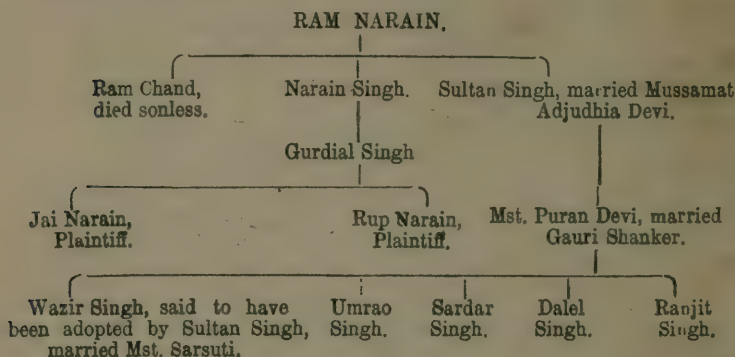 RAM NARAIN.
Ram Chand, died sonless.
Narain Singh.
Sultan Singh, married Mussamat Adjudhia Devi.
Gurdial Singh
Jai Narain, Plaintiff.
Rup Narain, Plaintiff.
Mst. Puran Devi, married Gauri Shanker.
Wazir Singh, said to have been adopted by Sultan Singh, married Mst. Sarsuti.
Umrao Singh.
Sardar Singh.
Dalel Singh.
Ranjit Singh.